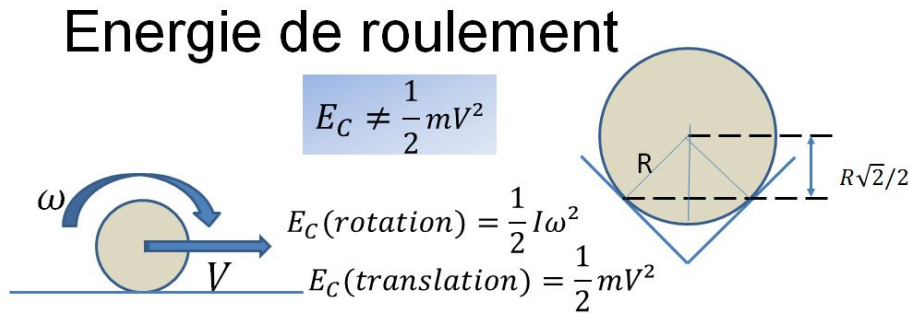 Energie de roulement
E_C ≠ 1/2 mV²
R
R√2/2
ω
E_C(rotation) = 1/2 Iω²
V
E_C(translation) = 1/2 mV²